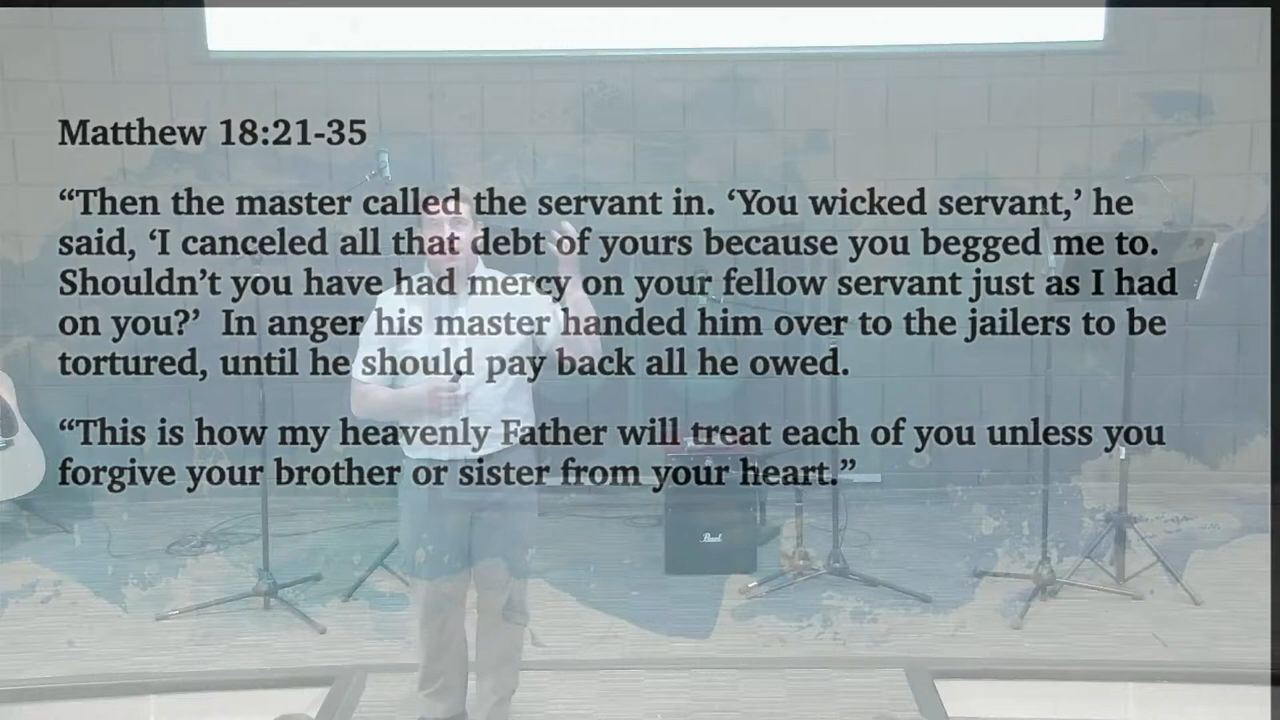 Matthew 18:21-35
“Then the master called the servant in. ‘You wicked servant,’ he
said, ‘I canceled all that debt of yours because you begged me to.
Shouldn’t you have had mercy on your fellow servant just as I had
on you?’ In anger his master handed him over to the jailers to be
tortured, until he should pay back all he owed.
“This is how my heavenly Father will treat each of you unless you
forgive your brother or sister from your heart.”
Pearl